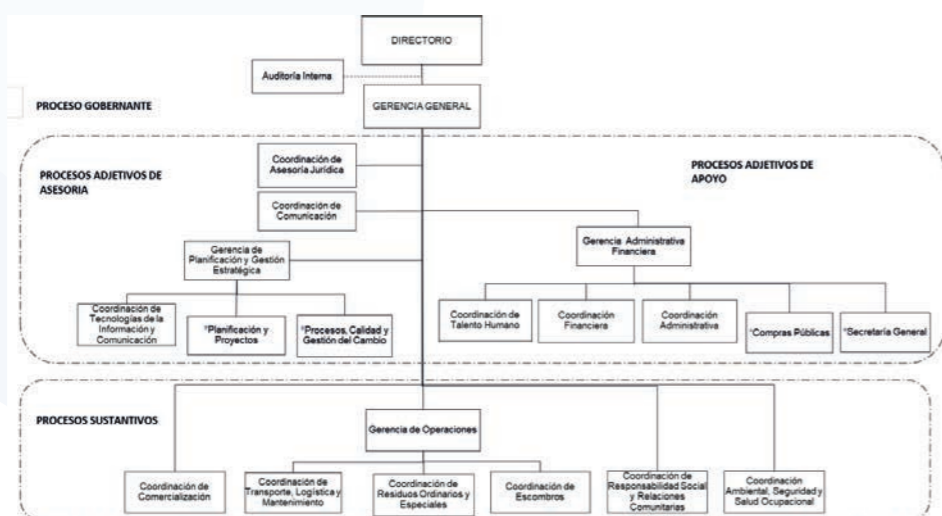 DIRECTORIO
Auditoría Interna
PROCESO GOBERNANTE
GERENCIA GENERAL
PROCESOS ADJETIVOS DE
ASESORIA
Coordinación de
Asesoría Jurídica
PROCESOS ADJETIVOS DE
APOYO
Coordinación de
Comunicación
Gerencia de
Planificación y Gestión
Estratégica
Gerencia Administrativa
Financiera
Coordinación de
Tecnologías de la
Información y
Comunicación
*Planificación y
Proyectos
*Procesos, Calidad y
Gestión del Cambio
Coordinación de
Talento Humano
Coordinación
Financiera
Coordinación
Administrativa
*Compras Públicas
*Secretaría General
PROCESOS SUSTANTIVOS
Gerencia de Operaciones
Coordinación de
Comercialización
Coordinación de
Transporte, Logística y
Mantenimiento
Coordinación de
Residuos Ordinarios y
Especiales
Coordinación de
Escombros
Coordinación de
Responsabilidad Social
y Relaciones
Comunitarias
Coordinación
Ambiental, Seguridad y
Salud Ocupacional